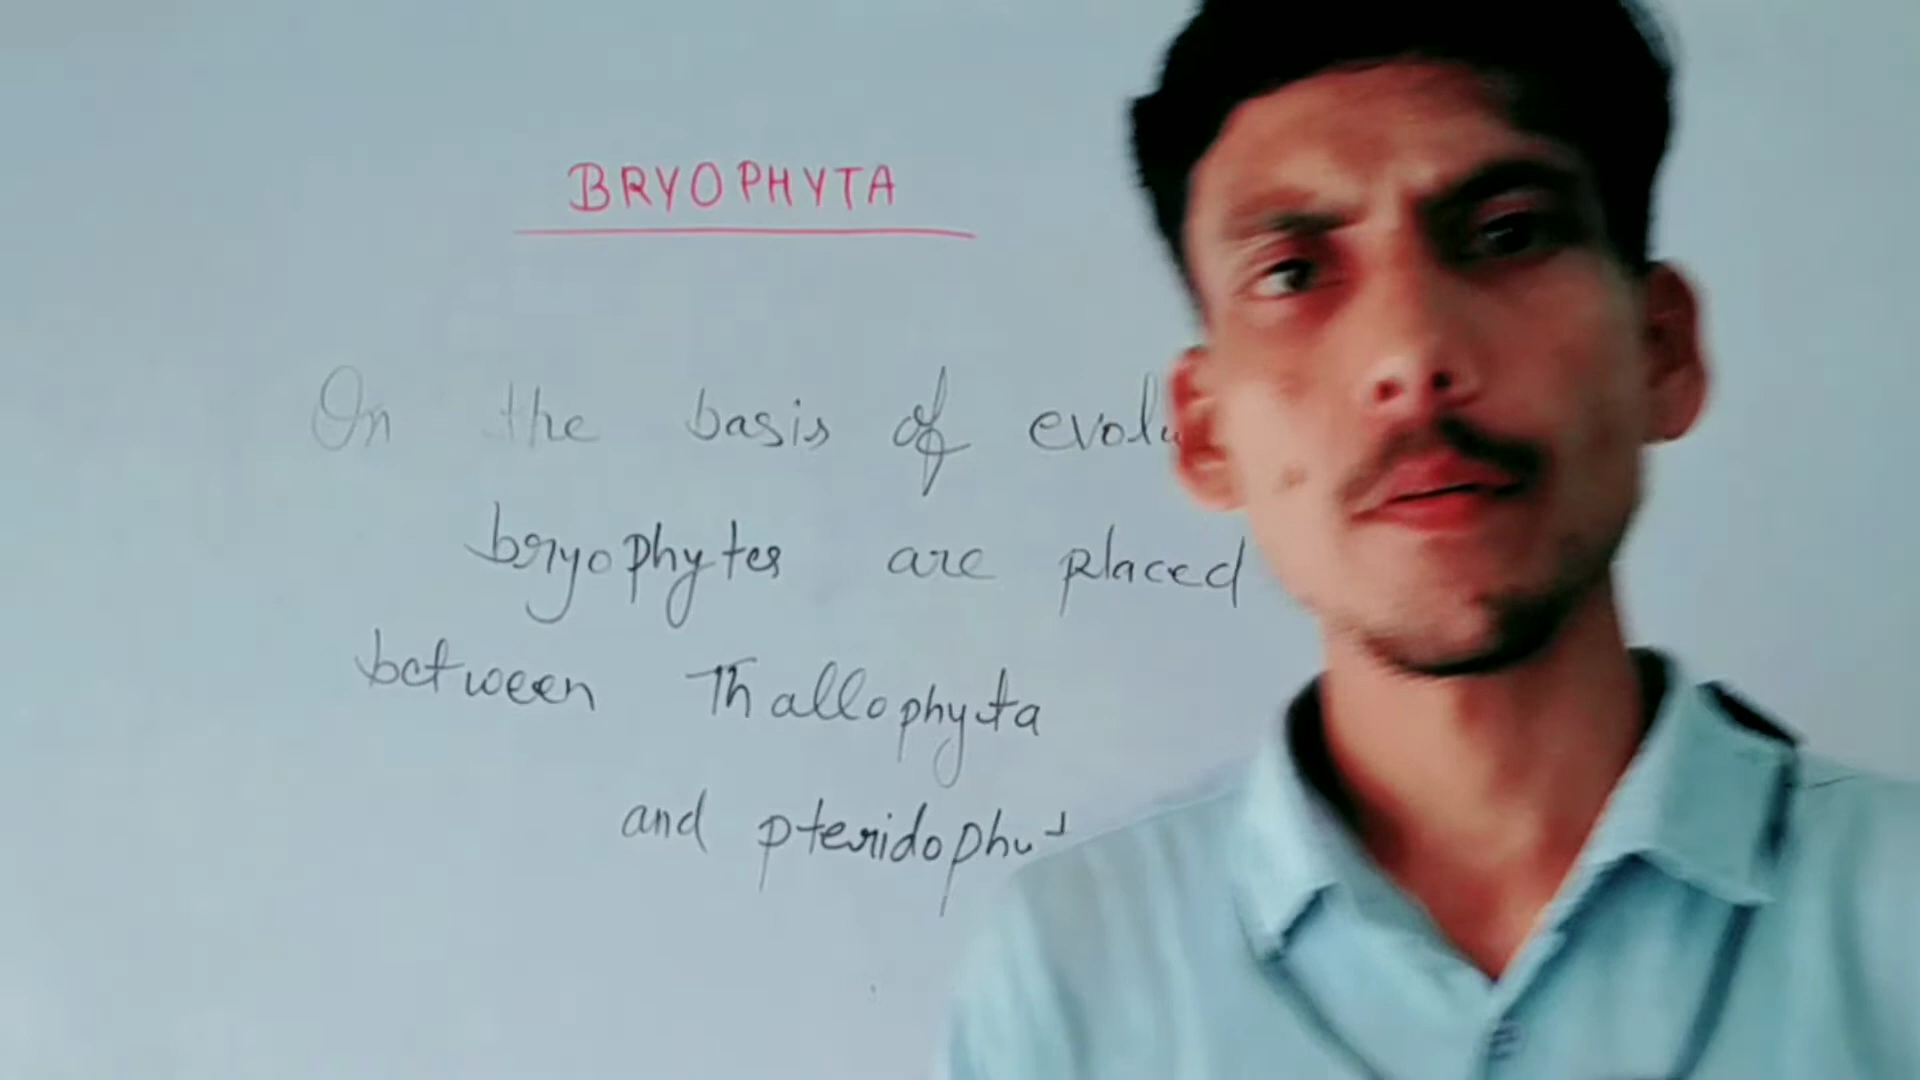 BRYOPHYTA
On the basis of
bryophytes are placed
between Thallophyta
and